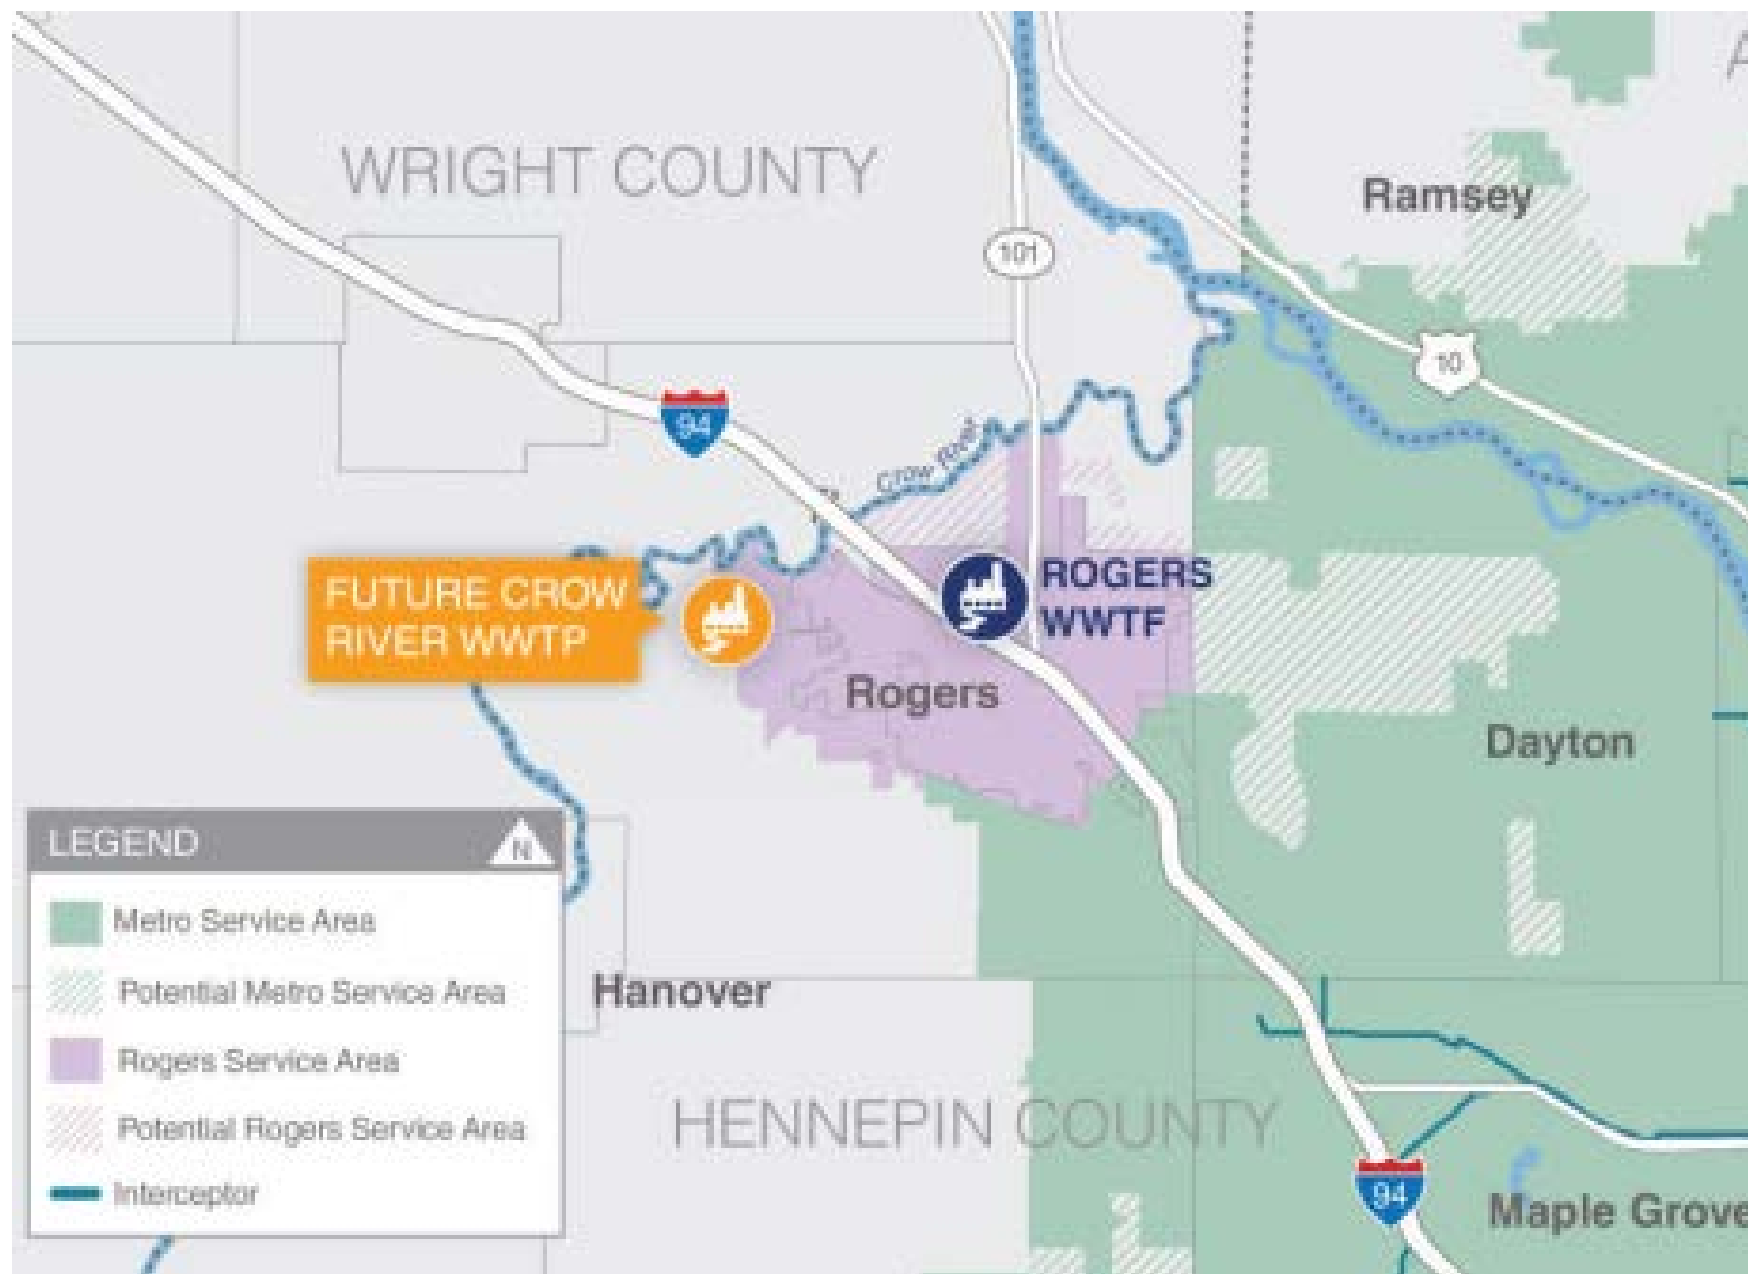 WRIGHT COUNTY
Ramsey
101
10
94
Crow River
FUTURE CROW
RIVER WWTP
ROGERS
WWTF
Rogers
Dayton
LEGEND
N
Metro Service Area
Potential Metro Service Area
Rogers Service Area
Potential Rogers Service Area
Interceptor
Hanover
HENNEPIN COUNTY
94
Maple Grove
A